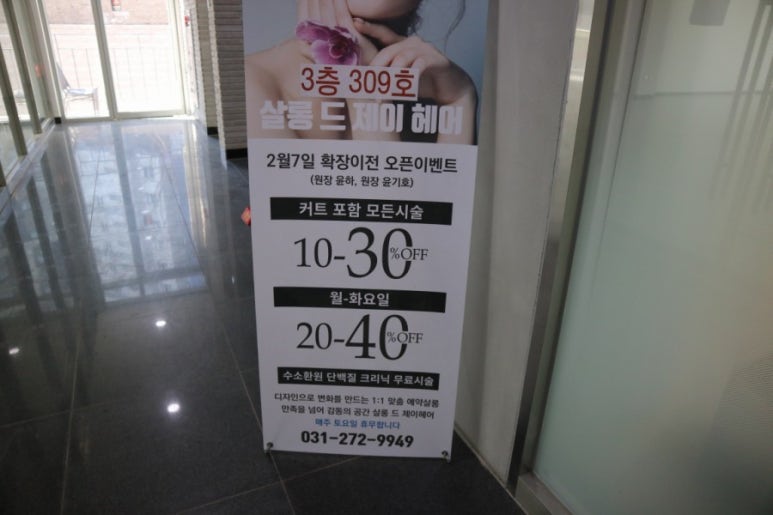 3층 309호
살롱 드 제이 헤어
2월7일 확장이전 오픈이벤트
(원장 윤하, 원장 윤기호)
커트 포함 모든시술
10-30%OFF
월-화요일
20-40%OFF
수소환원 단백질 크리닉 무료시술
디자인으로 변화를 만드는 1:1 맞춤 예약살롱
만족을 넘어 감동의 공간 살롱 드 제이헤어
매주 토요일 휴무합니다
031-272-9949